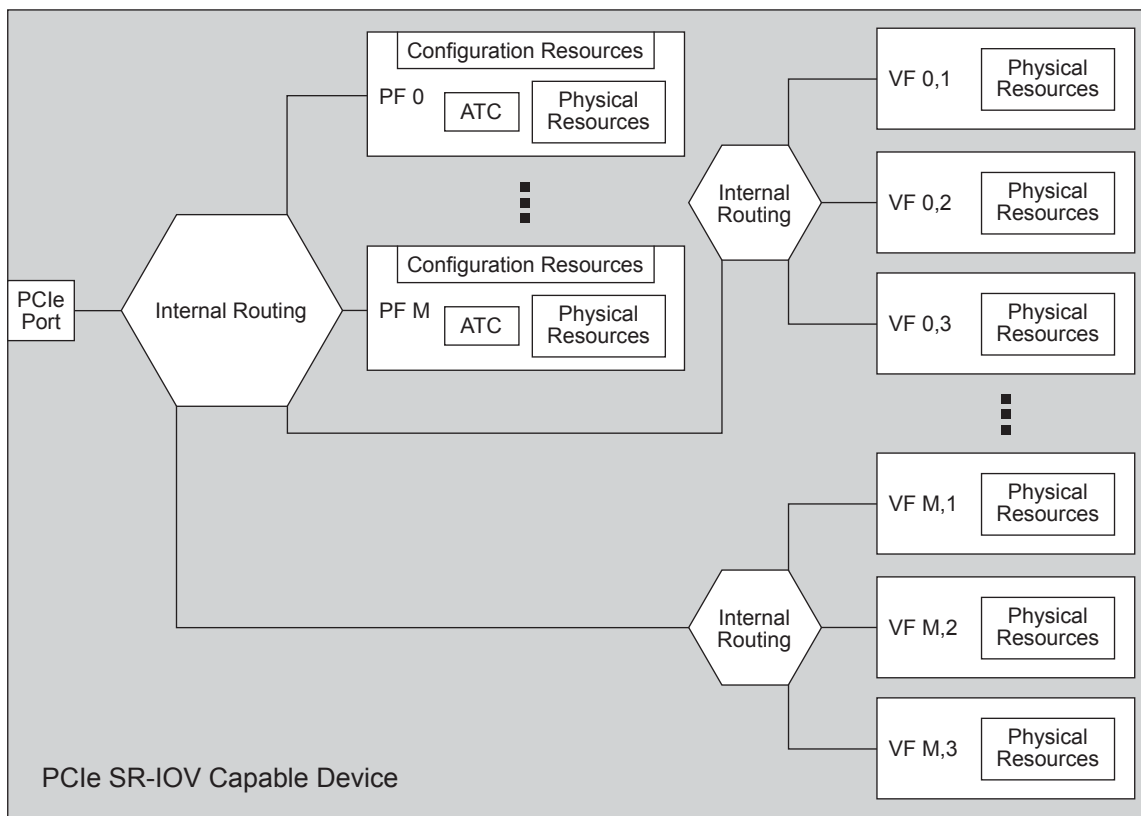 Configuration Resources
PF 0
ATC
Physical
Resources
Configuration Resources
PF M
ATC
Physical
Resources
PCIe
Port
Internal Routing
Internal
Routing
VF 0,1
Physical
Resources
VF 0,2
Physical
Resources
VF 0,3
Physical
Resources
Internal
Routing
VF M,1
Physical
Resources
VF M,2
Physical
Resources
VF M,3
Physical
Resources
PCIe SR-IOV Capable Device